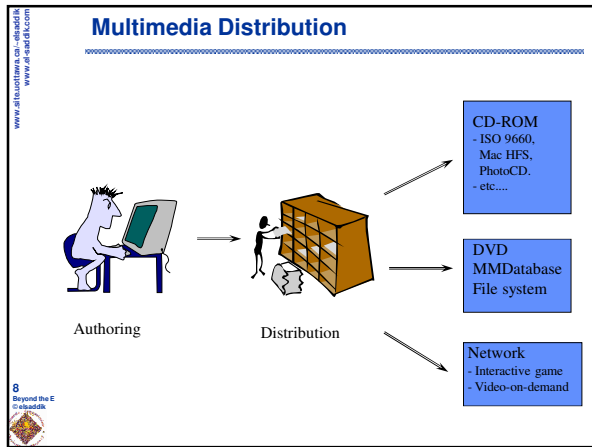 www.site.uottawa.ca/~elsaddik
www.el-saddik.com
Multimedia Distribution
CD-ROM
- ISO 9660,
Mac HFS,
PhotoCD.
- etc....
DVD
MMDatabase
File system
Authoring
Distribution
Network
- Interactive game
- Video-on-demand
8
Beyond the E
© elsaddik